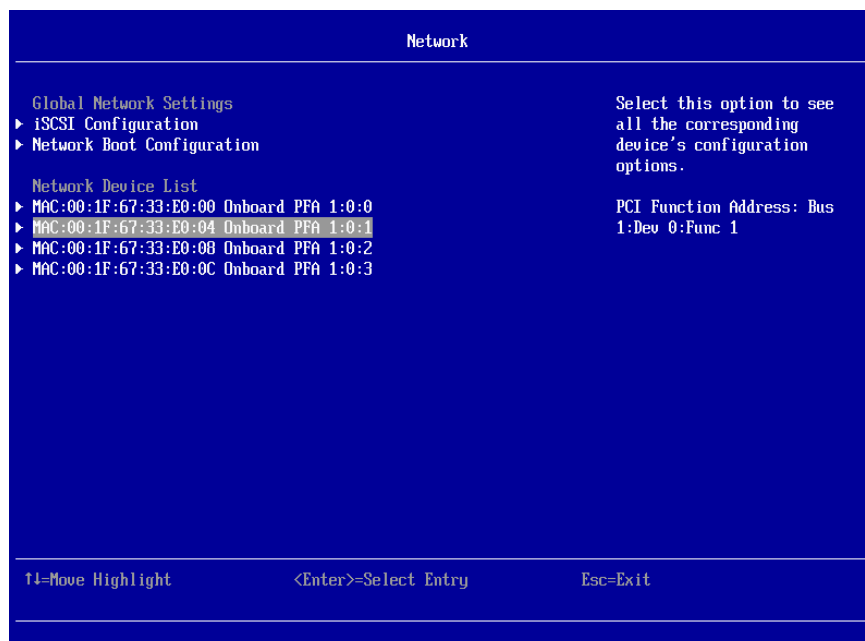 Network
Global Network Settings
▶ iSCSI Configuration
▶ Network Boot Configuration
Network Device List
▶ MAC:00:1F:67:33:E0:00 Onboard PFA 1:0:0
▶ MAC:00:1F:67:33:E0:04 Onboard PFA 1:0:1
▶ MAC:00:1F:67:33:E0:08 Onboard PFA 1:0:2
▶ MAC:00:1F:67:33:E0:0C Onboard PFA 1:0:3
Select this option to see
all the corresponding
device's configuration
options.
PCI Function Address: Bus
1:Dev 0:Func 1
↑↓=Move Highlight <Enter>=Select Entry Esc=Exit